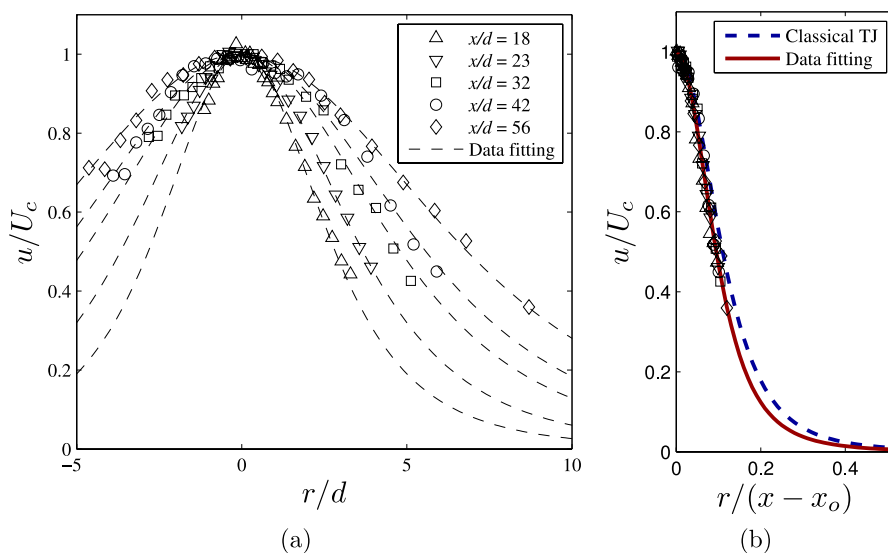 x/d = 18
x/d = 23
x/d = 32
x/d = 42
x/d = 56
Data fitting
1
0.8
0.6
0.4
0.2
0
u/U_c
−5
0
5
10
r/d
(a)
Classical TJ
Data fitting
1
0.8
0.6
0.4
0.2
0
u/U_c
0
0.2
0.4
r/(x − x_o)
(b)